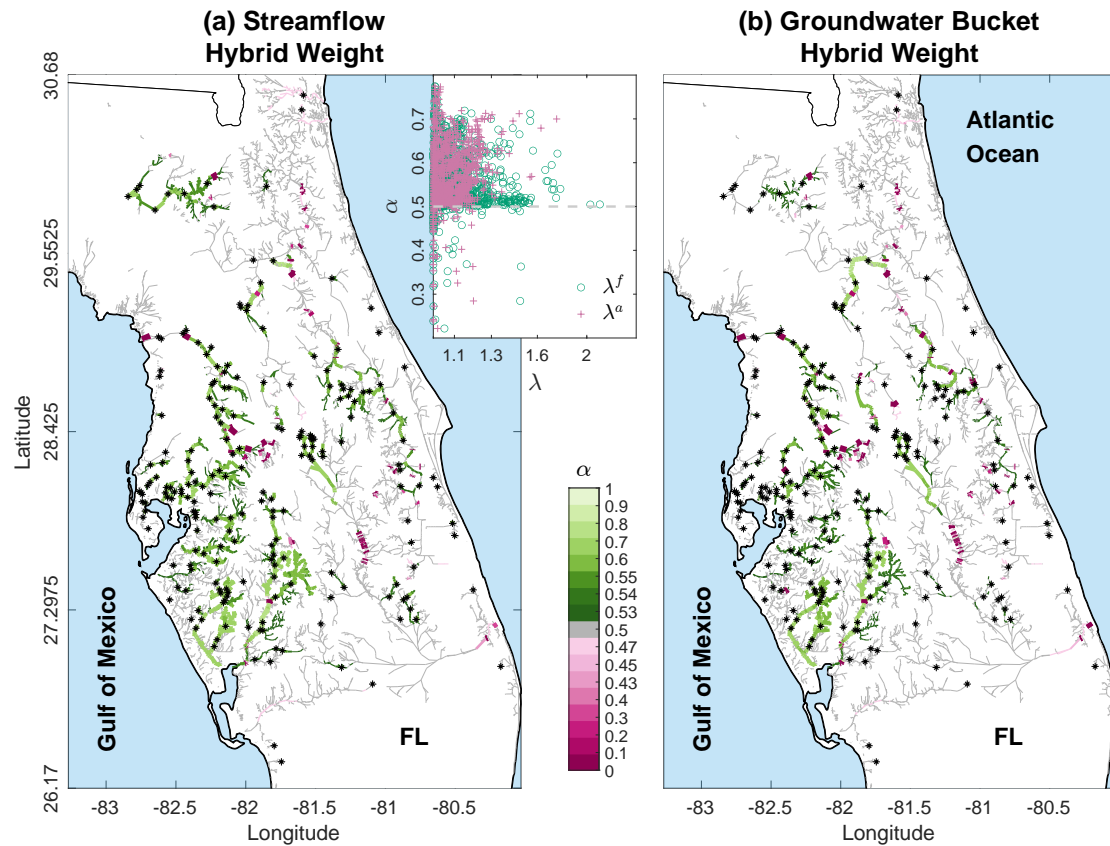 (a) Streamflow
Hybrid Weight
(b) Groundwater Bucket
Hybrid Weight
30.68
29.5525
28.425
27.2975
26.17
Latitude
α
0.7
0.6
0.5
0.4
0.3
λᶠ
λᵃ
1.1
1.3
1.6
2
λ
Atlantic
Ocean
α
1
0.9
0.8
0.7
0.6
0.55
0.54
0.53
0.5
0.47
0.45
0.43
0.4
0.3
0.2
0.1
0
Gulf of Mexico
FL
Gulf of Mexico
FL
-83
-82.5
-82
-81.5
-81
-80.5
Longitude
-83
-82.5
-82
-81.5
-81
-80.5
Longitude